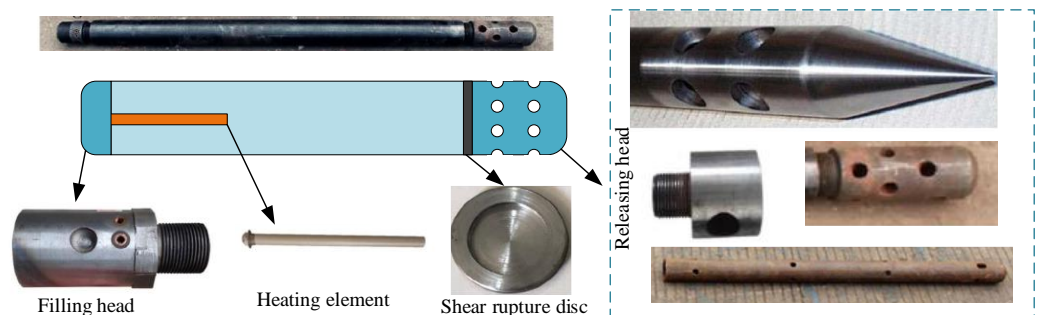 Filling head
Heating element
Shear rupture disc
Releasing head